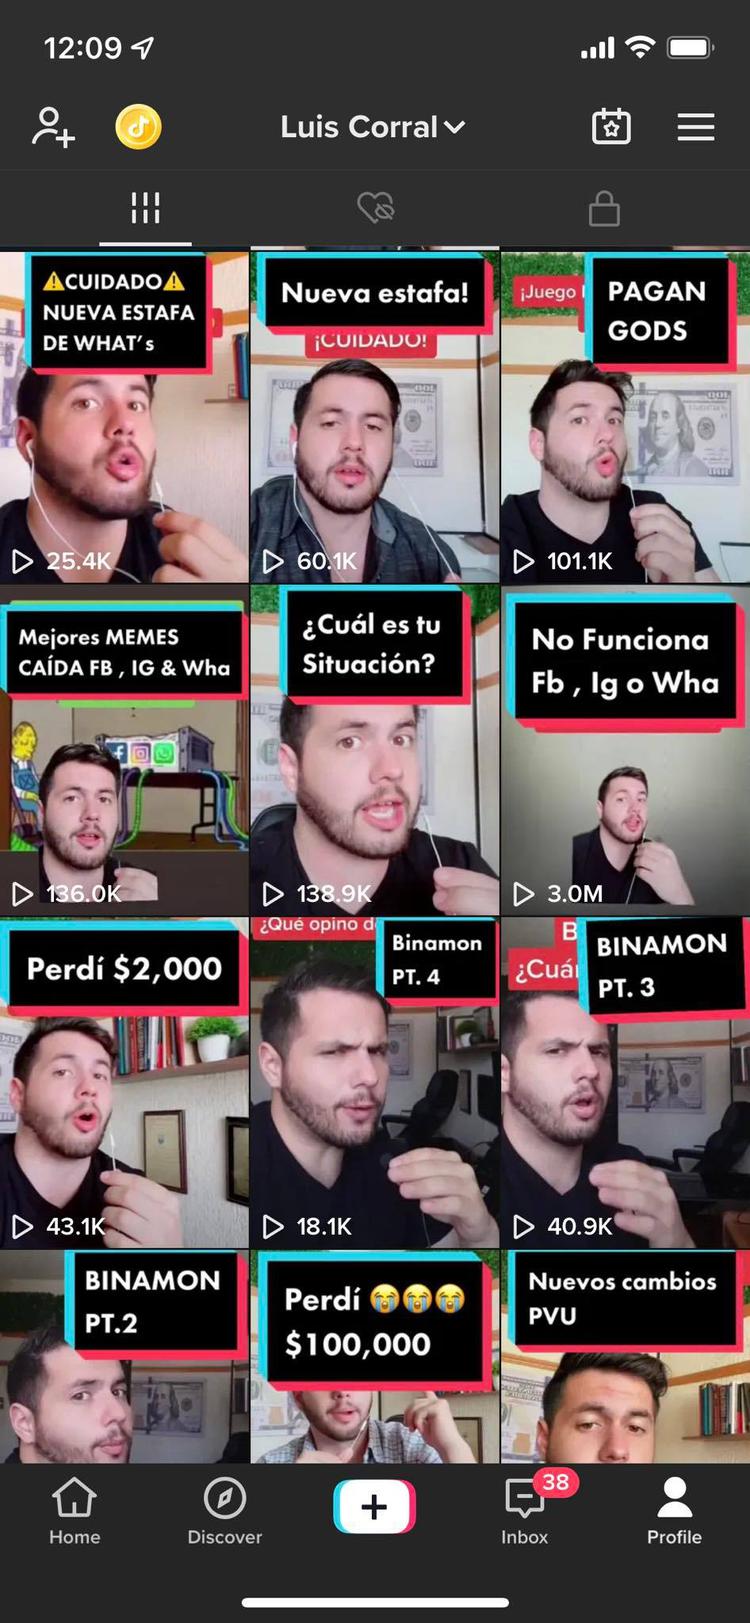 12:09
Luis Corral
⚠️CUIDADO⚠️
NUEVA ESTAFA
DE WHAT's
25.4K
Nueva estafa!
¡CUIDADO!
60.1K
¡Juego
PAGAN
GODS
101.1K
Mejores MEMES
CAÍDA FB , IG & Wha
136.0K
¿Cuál es tu
Situación?
138.9K
No Funciona
Fb , Ig o Wha
3.0M
Perdí $2,000
43.1K
¿Qué opino d
Binamon
PT. 4
18.1K
B
¿Cuá
BINAMON
PT. 3
40.9K
BINAMON
PT.2
Perdí 😭😭😭
$100,000
Nuevos cambios
PVU
Home
Discover
Inbox
38
Profile